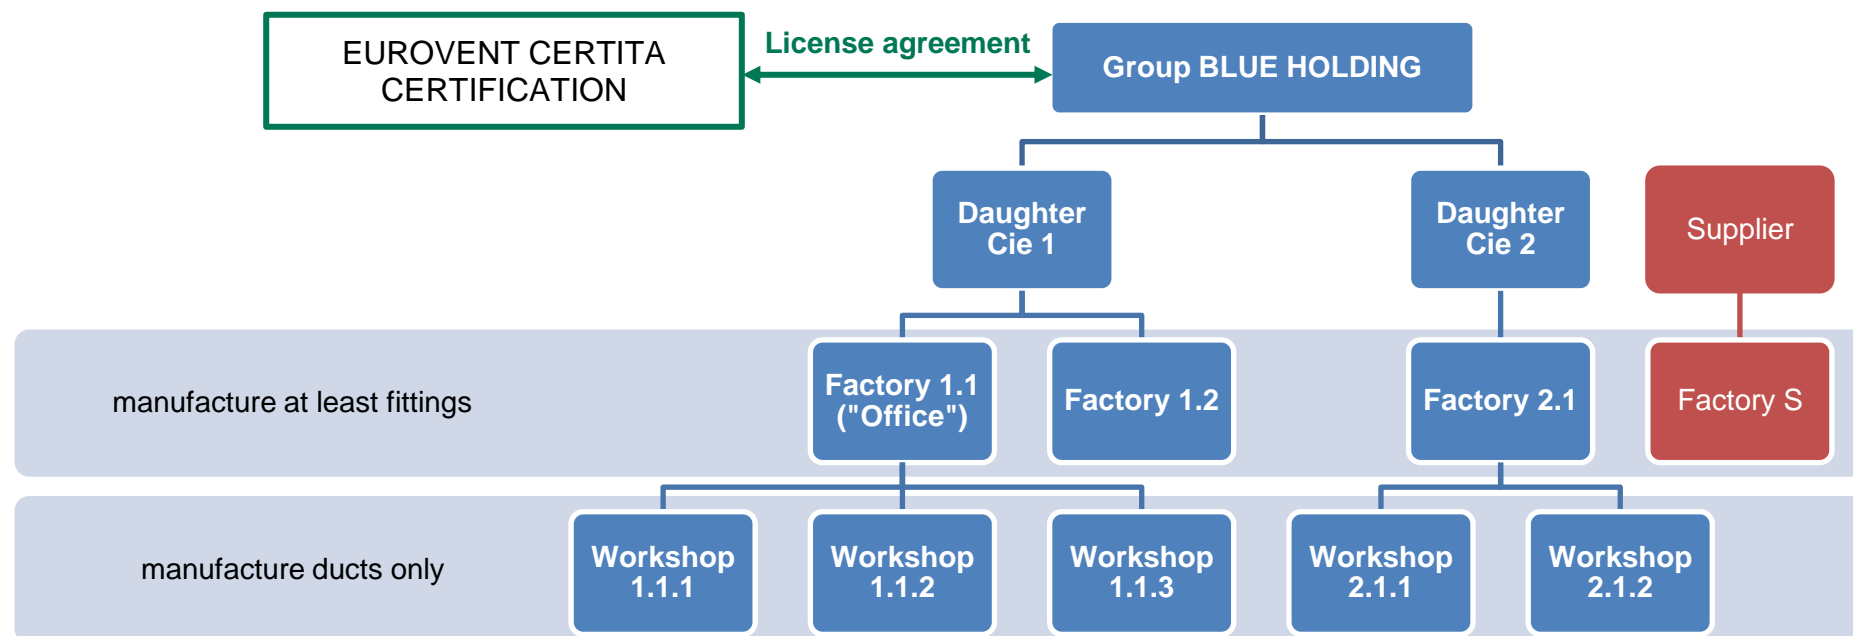 EUROVENT CERTITA
CERTIFICATION
License agreement
Group BLUE HOLDING
Daughter
Cie 1
Daughter
Cie 2
Supplier
manufacture at least fittings
Factory 1.1
("Office")
Factory 1.2
Factory 2.1
Factory S
manufacture ducts only
Workshop
1.1.1
Workshop
1.1.2
Workshop
1.1.3
Workshop
2.1.1
Workshop
2.1.2